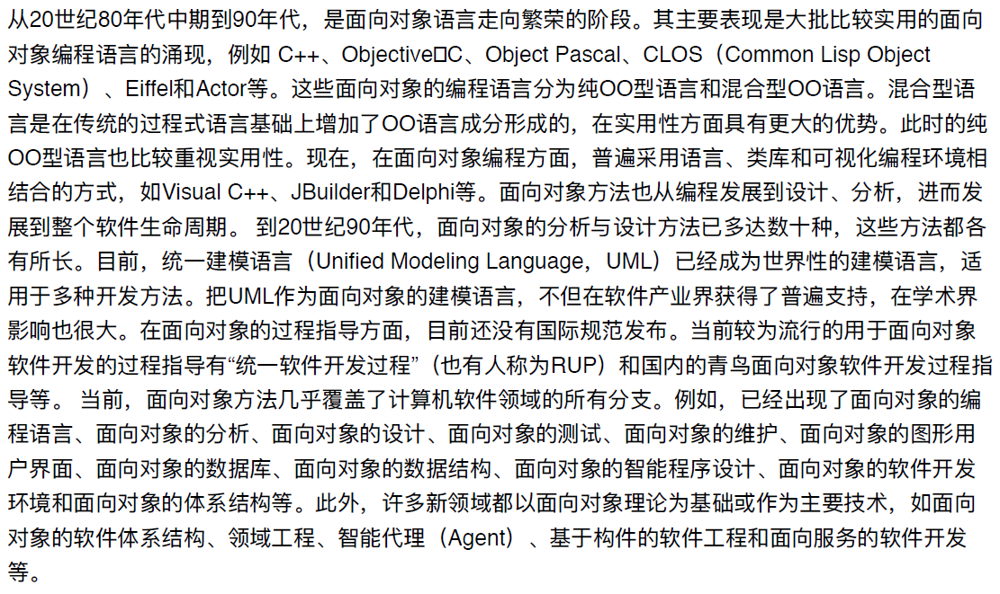 从20世纪80年代中期到90年代，是面向对象语言走向繁荣的阶段。其主要表现是大批比较实用的面向
对象编程语言的涌现，例如 C++、Objective□C、Object Pascal、CLOS（Common Lisp Object
System）、Eiffel和Actor等。这些面向对象的编程语言分为纯OO型语言和混合型OO语言。混合型语
言是在传统的过程式语言基础上增加了OO语言成分形成的，在实用性方面具有更大的优势。此时的纯
OO型语言也比较重视实用性。现在，在面向对象编程方面，普遍采用语言、类库和可视化编程环境相
结合的方式，如Visual C++、JBuilder和Delphi等。面向对象方法也从编程发展到设计、分析，进而发
展到整个软件生命周期。 到20世纪90年代，面向对象的分析与设计方法已多达数十种，这些方法都各
有所长。目前，统一建模语言（Unified Modeling Language，UML）已经成为世界性的建模语言，适
用于多种开发方法。把UML作为面向对象的建模语言，不但在软件产业界获得了普遍支持，在学术界
影响也很大。在面向对象的过程指导方面，目前还没有国际规范发布。当前较为流行的用于面向对象
软件开发的过程指导有“统一软件开发过程”（也有人称为RUP）和国内的青鸟面向对象软件开发过程指
导等。 当前，面向对象方法几乎覆盖了计算机软件领域的所有分支。例如，已经出现了面向对象的编
程语言、面向对象的分析、面向对象的设计、面向对象的测试、面向对象的维护、面向对象的图形用
户界面、面向对象的数据库、面向对象的数据结构、面向对象的智能程序设计、面向对象的软件开发
环境和面向对象的体系结构等。此外，许多新领域都以面向对象理论为基础或作为主要技术，如面向
对象的软件体系结构、领域工程、智能代理（Agent）、基于构件的软件工程和面向服务的软件开发
等。